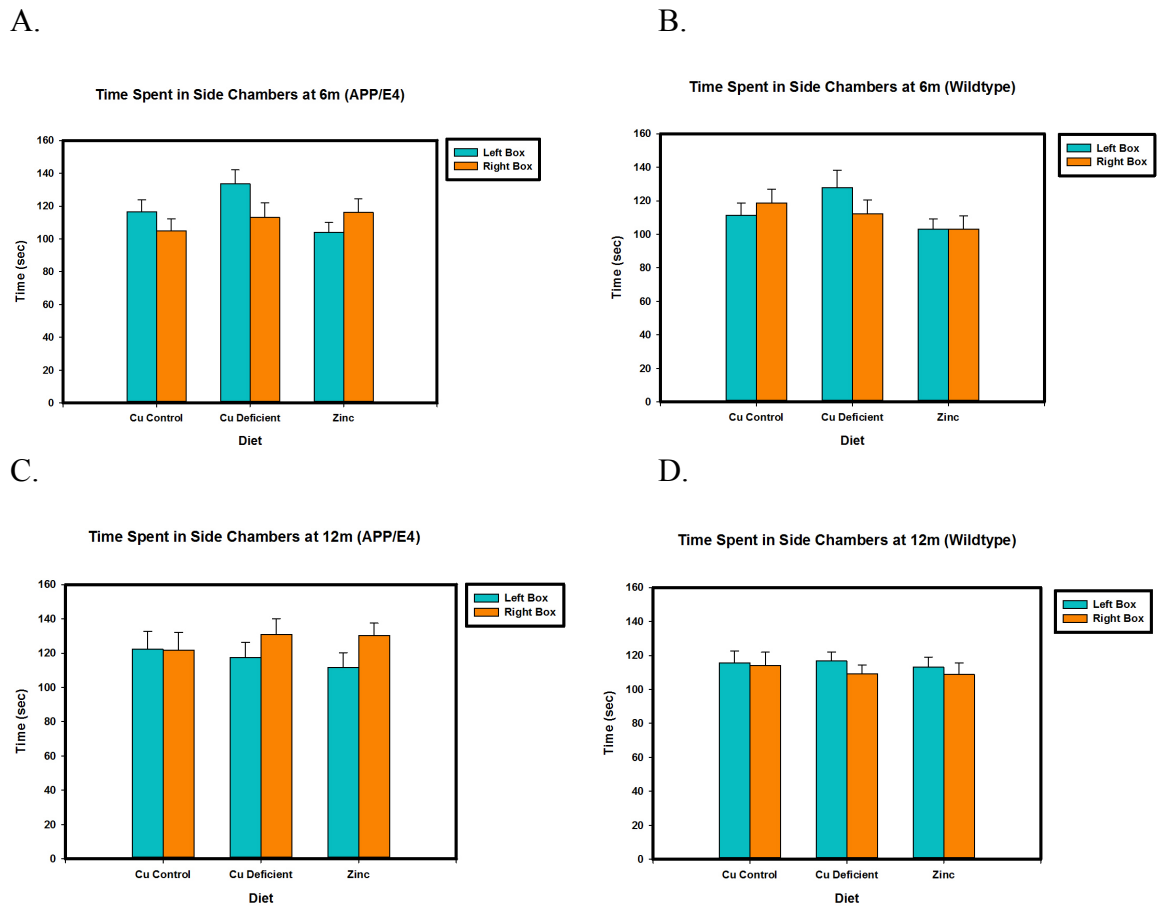 A.
Time Spent in Side Chambers at 6m (APP/E4)
160
140
120
100
80
60
40
20
0
Time (sec)
Left Box
Right Box
Cu Control Cu Deficient Zinc
Diet
B.
Time Spent in Side Chambers at 6m (Wildtype)
160
140
120
100
80
60
40
20
0
Time (sec)
Left Box
Right Box
Cu Control Cu Deficient Zinc
Diet
C.
Time Spent in Side Chambers at 12m (APP/E4)
160
140
120
100
80
60
40
20
0
Time (sec)
Left Box
Right Box
Cu Control Cu Deficient Zinc
Diet
D.
Time Spent in Side Chambers at 12m (Wildtype)
160
140
120
100
80
60
40
20
0
Time (sec)
Left Box
Right Box
Cu Control Cu Deficient Zinc
Diet